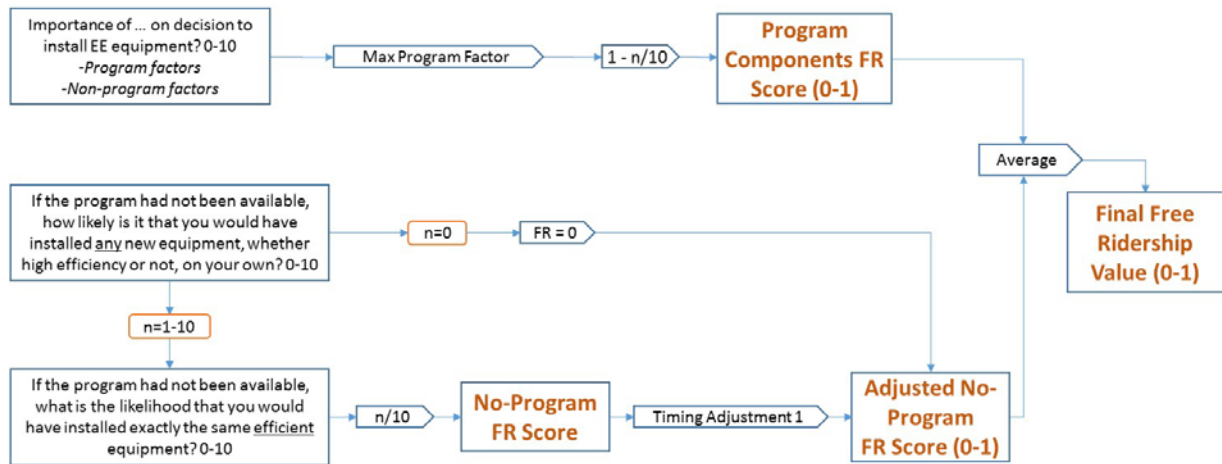 Importance of ... on decision to
install EE equipment? 0-10
-Program factors
-Non-program factors
Max Program Factor
1 - n/10
Program
Components FR
Score (0-1)
Average
Final Free
Ridership
Value (0-1)
If the program had not been available,
how likely is it that you would have
installed any new equipment, whether
high efficiency or not, on your own? 0-10
n=0
FR = 0
n=1-10
If the program had not been available,
what is the likelihood that you would
have installed exactly the same efficient
equipment? 0-10
n/10
No-Program
FR Score
Timing Adjustment 1
Adjusted No-
Program
FR Score (0-1)